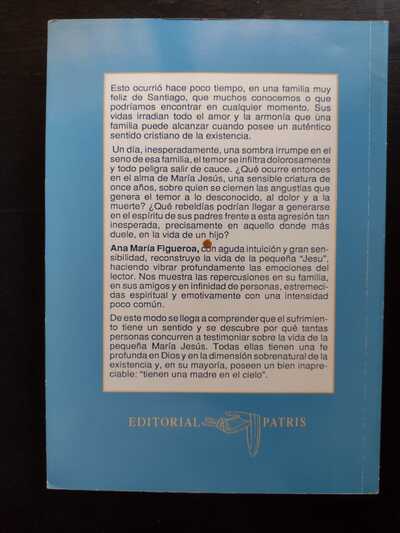 Esto ocurrió hace poco tiempo, en una familia muy
feliz de Santiago, que muchos conocemos o que
podríamos encontrar en cualquier momento. Sus
vidas irradian todo el amor y la armonía que una
familia puede alcanzar cuando posee un auténtico
sentido cristiano de la existencia.
Un día, inesperadamente, una sombra irrumpe en el
seno de esa familia, el temor se infiltra dolorosamente
y todo peligra salir de cauce. ¿Qué ocurre entonces
en el alma de María Jesús, una sensible criatura de
once años, sobre quien se ciernen las angustias que
genera el temor a lo desconocido, al dolor y a la
muerte? ¿Qué rebeldías podrían llegar a generarse
en el espíritu de sus padres frente a esta agresión tan
inesperada, precisamente en aquello donde más
duele, en la vida de un hijo?
Ana María Figueroa, con aguda intuición y gran sen-
sibilidad, reconstruye la vida de la pequeña "Jesu",
haciendo vibrar profundamente las emociones del
lector. Nos muestra las repercusiones en su familia,
en sus amigos y en infinidad de personas, estreme-
cidas espiritual y emotivamente con una intensidad
poco común.
De este modo se llega a comprender que el sufrimien-
to tiene un sentido y se descubre por qué tantas
personas concurren a testimoniar sobre la vida de la
pequeña María Jesús. Todas ellas tienen una fe
profunda en Dios y en la dimensión sobrenatural de la
existencia y, en su mayoría, poseen un bien inapre-
ciable: "tienen una madre en el cielo".
EDITORIAL PATRIS